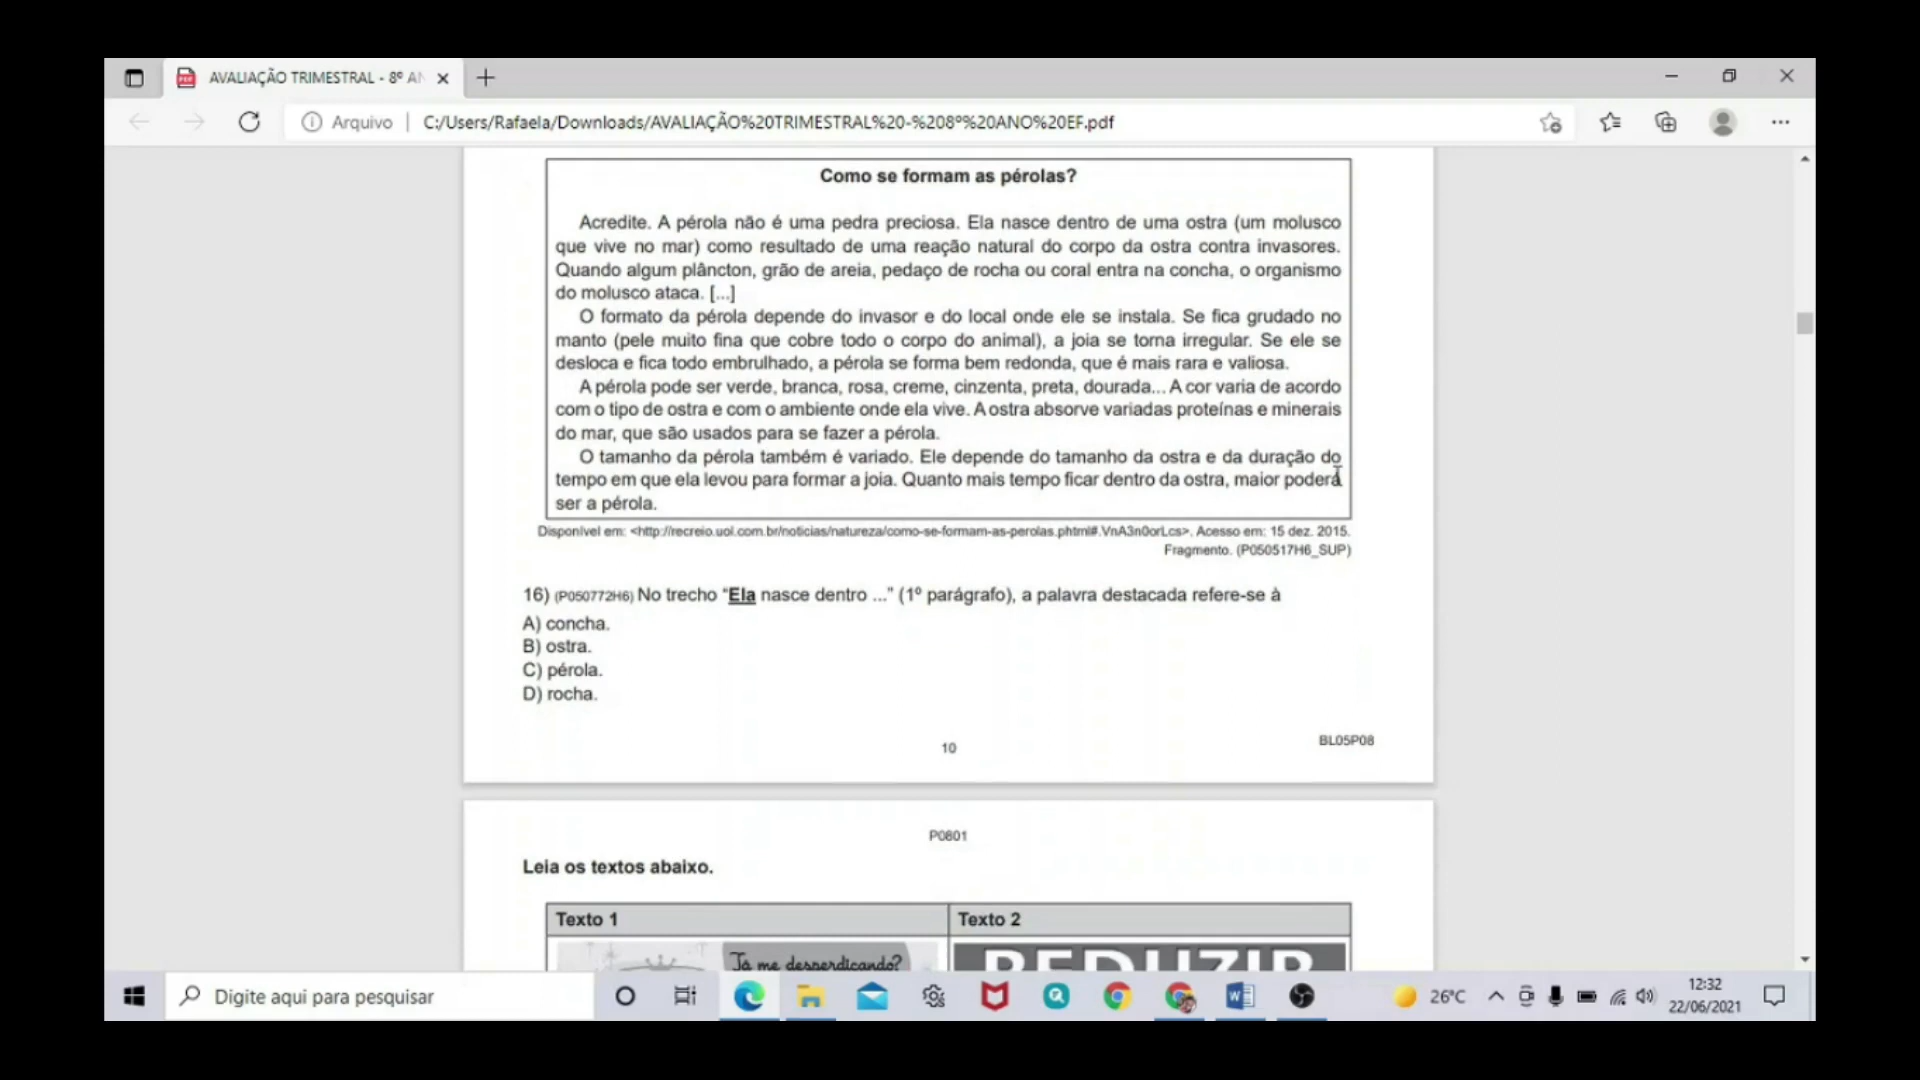 AVALIAÇÃO TRIMESTRAL - 8º AN
Arquivo
C:/Users/Rafaela/Downloads/AVALIAÇÃO%20TRIMESTRAL%20-%208º%20ANO%20EF.pdf
Como se formam as pérolas?
Acredite. A pérola não é uma pedra preciosa. Ela nasce dentro de uma ostra (um molusco
que vive no mar) como resultado de uma reação natural do corpo da ostra contra invasores.
Quando algum plâncton, grão de areia, pedaço de rocha ou coral entra na concha, o organismo
do molusco ataca. [...]
O formato da pérola depende do invasor e do local onde ele se instala. Se fica grudado no
manto (pele muito fina que cobre todo o corpo do animal), a joia se torna irregular. Se ele se
desloca e fica todo embrulhado, a pérola se forma bem redonda, que é mais rara e valiosa.
A pérola pode ser verde, branca, rosa, creme, cinzenta, preta, dourada... A cor varia de acordo
com o tipo de ostra e com o ambiente onde ela vive. A ostra absorve variadas proteínas e minerais
do mar, que são usados para se fazer a pérola.
O tamanho da pérola também é variado. Ele depende do tamanho da ostra e da duração do
tempo em que ela levou para formar a joia. Quanto mais tempo ficar dentro da ostra, maior poderá
ser a pérola.
Disponível em: <http://recreio.uol.com.br/noticias/natureza/como-se-formam-as-perolas.phtml#.VnA3n0orLcs>. Acesso em: 15 dez. 2015.
Fragmento. (P050517H6_SUP)
16) (P050772H6) No trecho “Ela nasce dentro ...” (1º parágrafo), a palavra destacada refere-se à
A) concha.
B) ostra.
C) pérola.
D) rocha.
10
BL05P08
P0801
Leia os textos abaixo.
Texto 1
Texto 2
Tá me desperdiçando?
REDUZIR
Digite aqui para pesquisar
26°C
12:32
22/06/2021